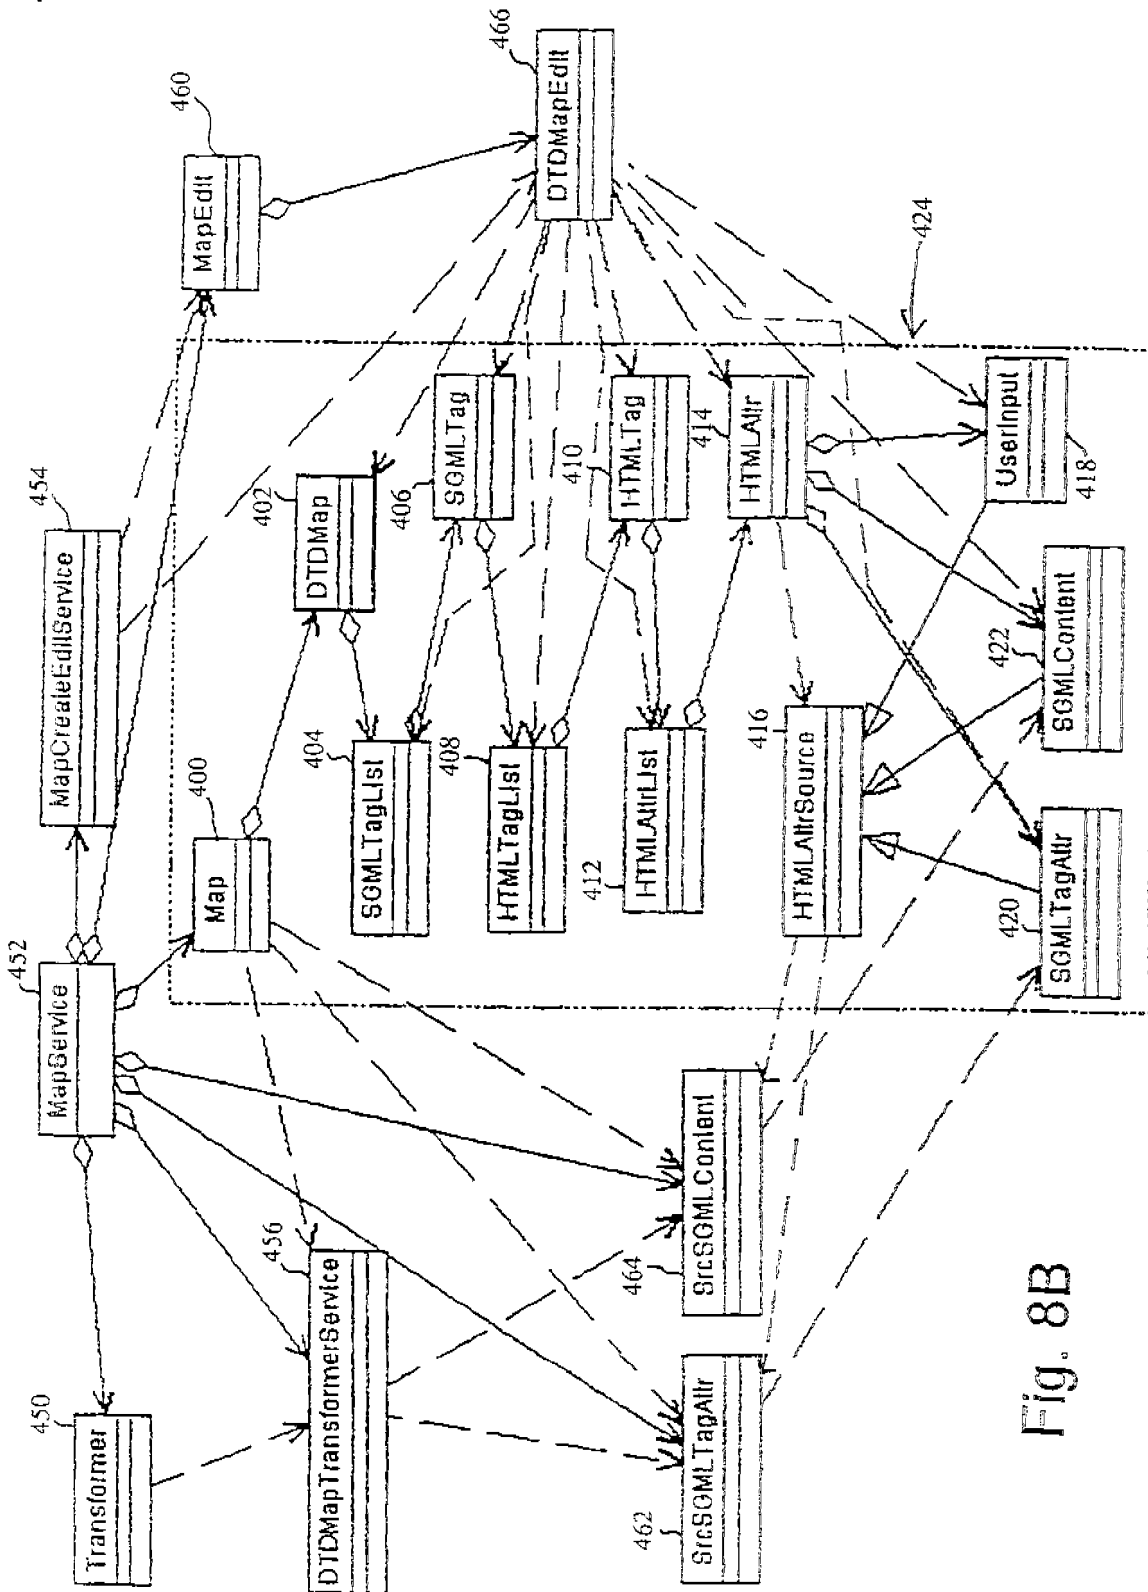 Transformer
450
MapService
452
MapCreateEditService
454
MapEdit
460
DTDMapTransformerService
456
Map
400
DTDMap
402
DTDMapEdit
466
SGMLTagList
404
SGMLTag
406
HTMLTagList
408
HTMLTag
410
HTMLAttrList
412
HTMLAttr
414
HTMLAttrSource
416
SrcSGMLTagAttr
462
SrcSGMLContent
464
SGMLTagAttr
420
SGMLContent
422
UserInput
418
424
Fig. 8B